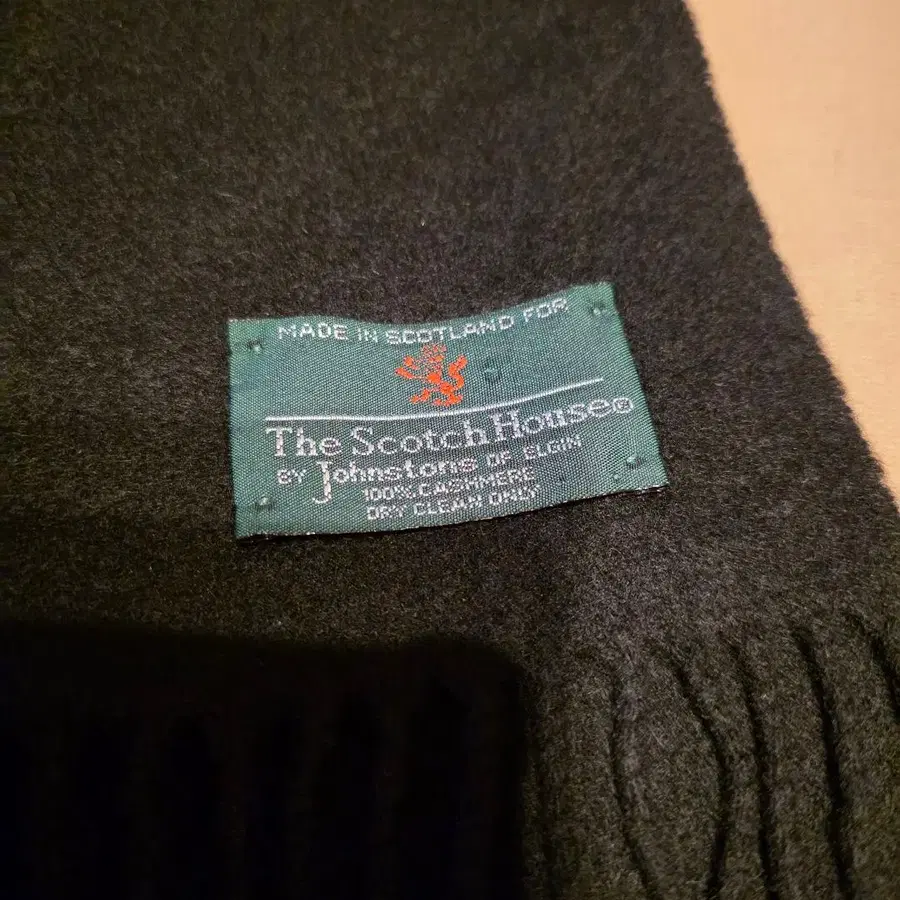 MADE IN SCOTLAND FOR
The Scotch House®
BY Johnstons OF ELGIN
100% CASHMERE
DRY CLEAN ONLY